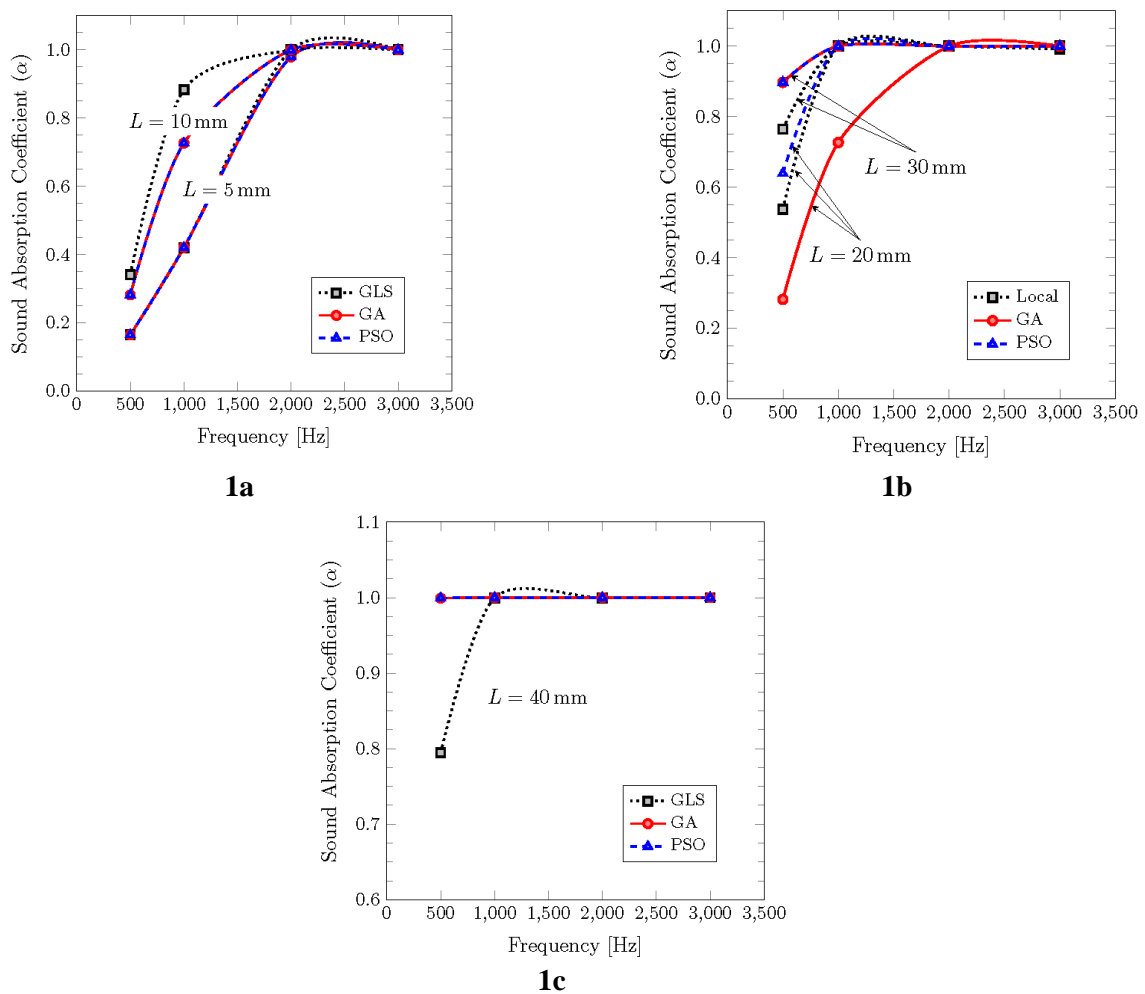 Sound Absorption Coefficient (α)
1.0
0.8
0.6
0.4
0.2
0.0
L = 10 mm
L = 5 mm
GLS
GA
PSO
0 500 1,000 1,500 2,000 2,500 3,000 3,500
Frequency [Hz]
1a
Sound Absorption Coefficient (α)
1.0
0.8
0.6
0.4
0.2
0.0
L = 30 mm
L = 20 mm
Local
GA
PSO
0 500 1,000 1,500 2,000 2,500 3,000 3,500
Frequency [Hz]
1b
Sound Absorption Coefficient (α)
1.1
1.0
0.9
0.8
0.7
0.6
L = 40 mm
GLS
GA
PSO
0 500 1,000 1,500 2,000 2,500 3,000 3,500
Frequency [Hz]
1c